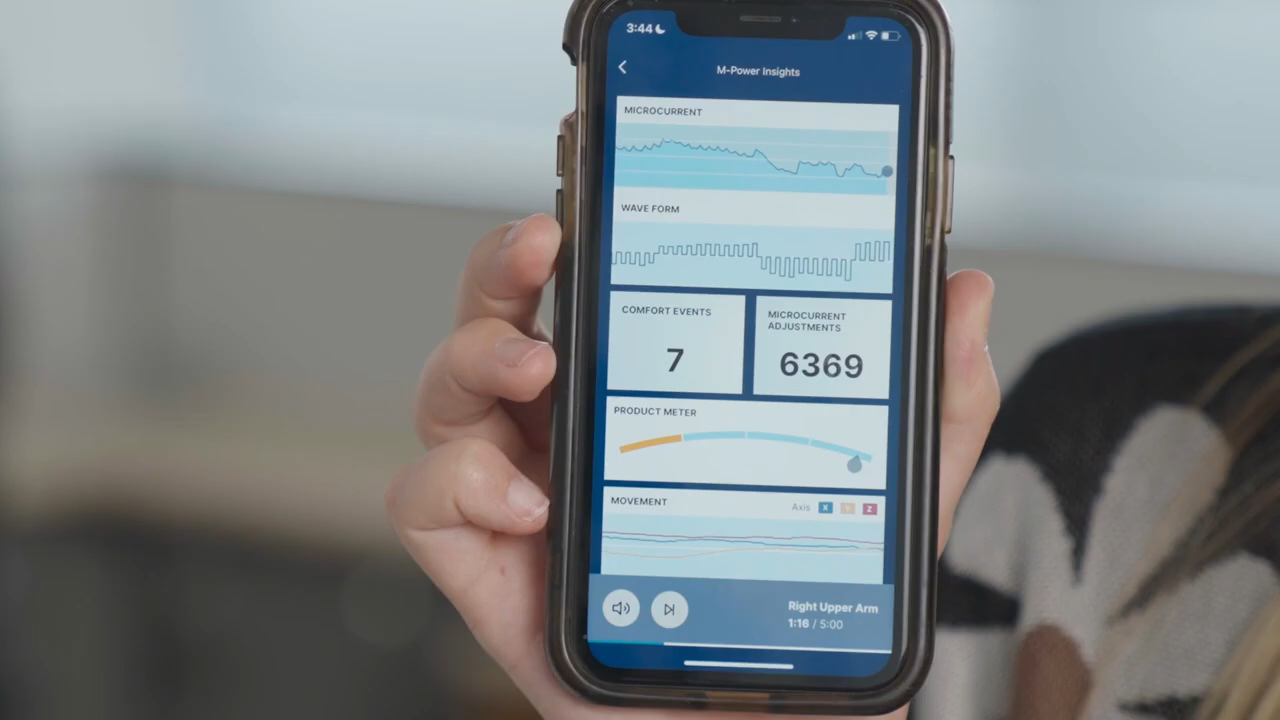 3:44
M-Power Insights
MICROCURRENT
WAVE FORM
COMFORT EVENTS
7
MICROCURRENT
ADJUSTMENTS
6369
PRODUCT METER
MOVEMENT
Axis X Y Z
Right Upper Arm
1:16 / 5:00